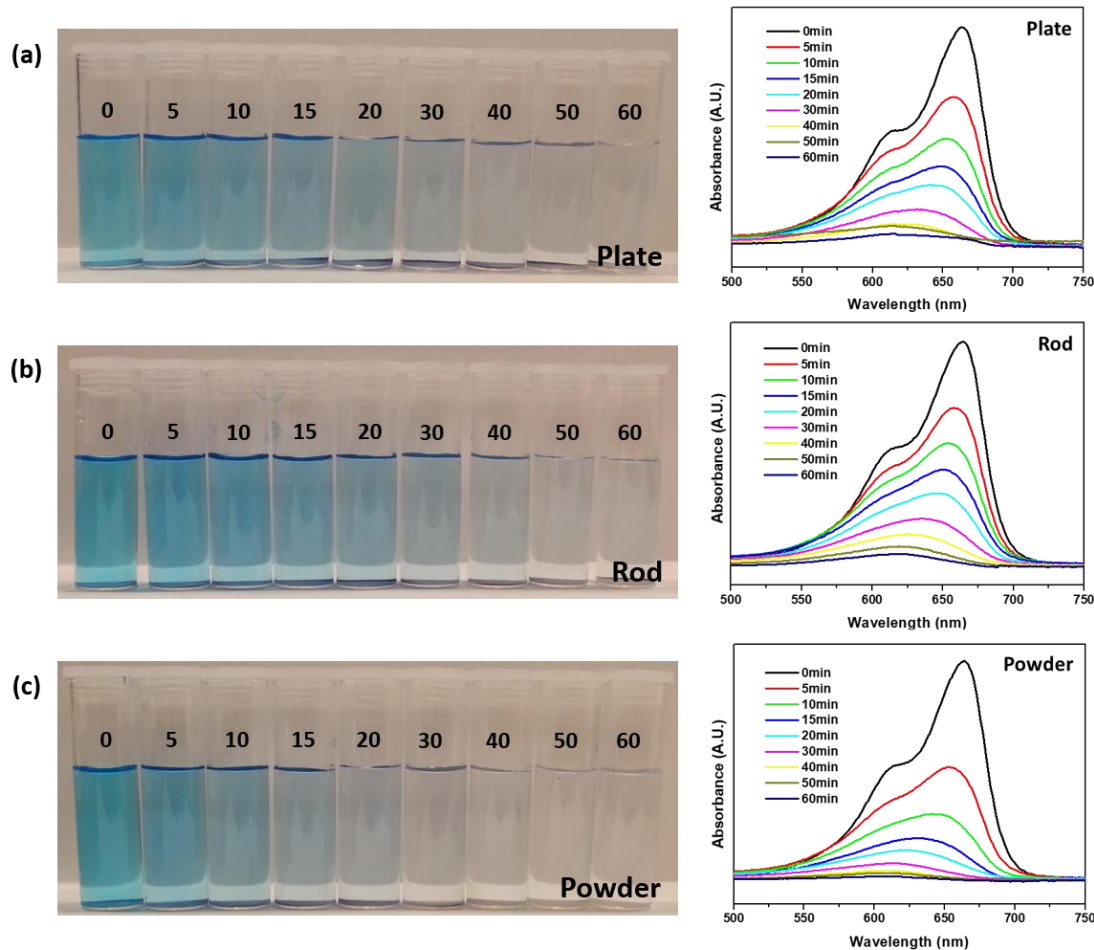 (a)
0 5 10 15 20 30 40 50 60
Plate
Plate
0min
5min
10min
15min
20min
30min
40min
50min
60min
Absorbance (A.U.)
500 550 600 650 700 750
Wavelength (nm)
(b)
0 5 10 15 20 30 40 50 60
Rod
Rod
0min
5min
10min
15min
20min
30min
40min
50min
60min
Absorbance (A.U.)
500 550 600 650 700 750
Wavelength (nm)
(c)
0 5 10 15 20 30 40 50 60
Powder
Powder
0min
5min
10min
15min
20min
30min
40min
50min
60min
Absorbance (A.U.)
500 550 600 650 700 750
Wavelength (nm)